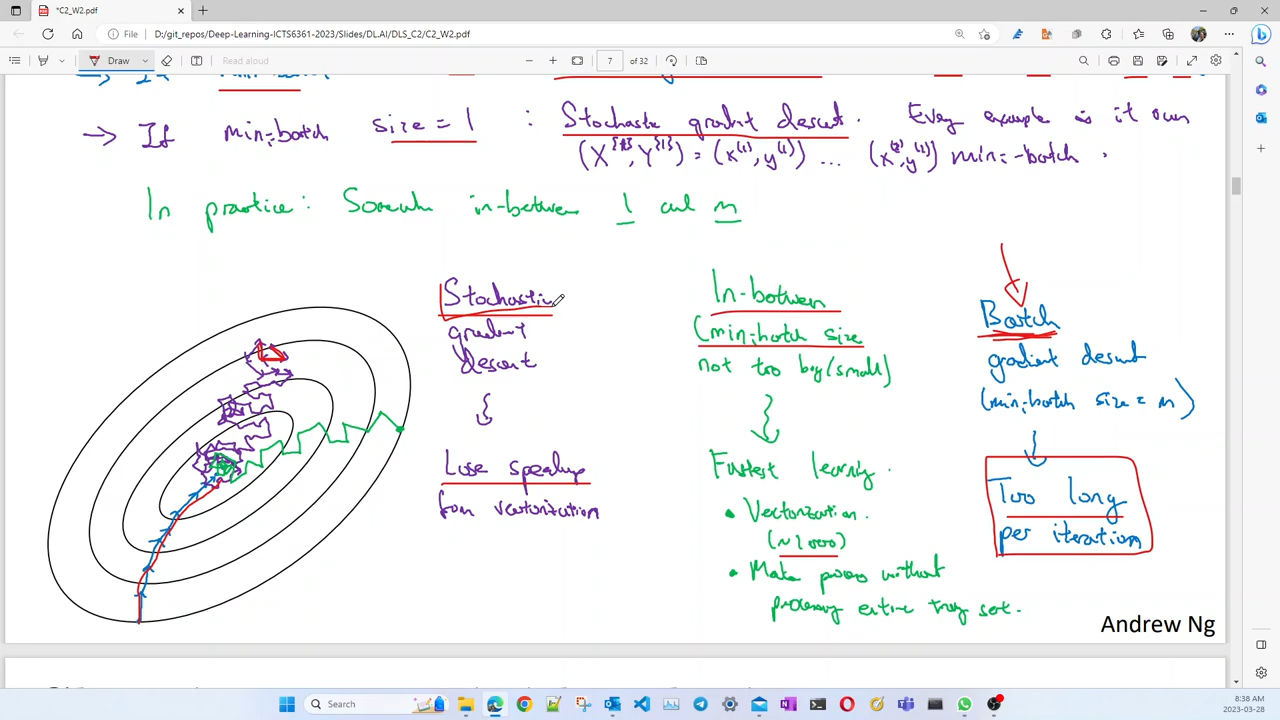 *C2_W2.pdf
File
D:/git_repos/Deep-Learning-ICTS6361-2023/Slides/DL.AI/DLS_C2/C2_W2.pdf
Draw
Read aloud
7 of 32
→ If mini-batch size = 1 : Stochastic gradient descent. Every example is it own
(X{1}, Y{1}) = (x(1), y(1)) ... (x(2), y(1)) mini-batch.
In practice: Somewhere in-between 1 and m
Stochastic
gradient
descent
Lose speedup
from vectorization
In-between
(mini-batch size
not too big/small)
Fastest learning.
• Vectorization.
(~1000)
• Make progress without
processing entire training set.
Batch
gradient descent
(mini-batch size = m)
Too long
per iteration
Andrew Ng
Search
8:38 AM
2023-03-28